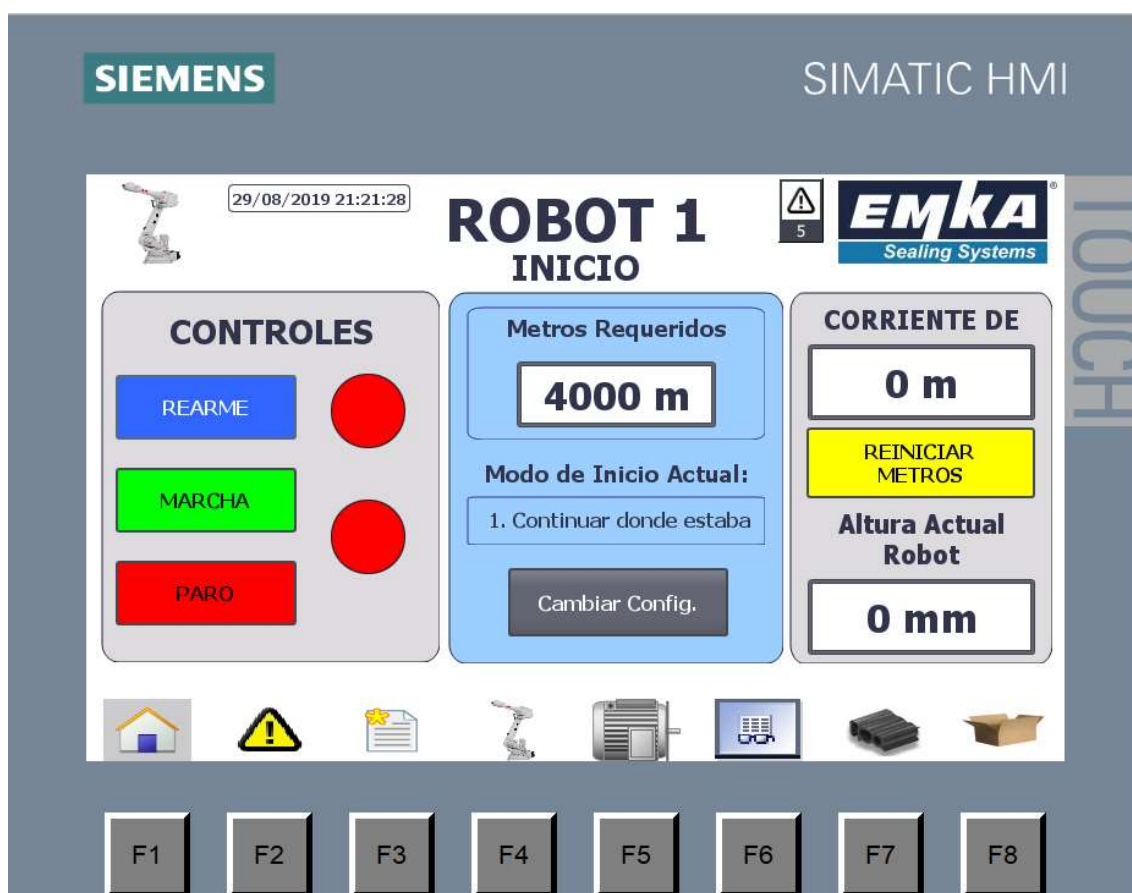 SIEMENS
SIMATIC HMI
TOUCH
29/08/2019 21:21:28
ROBOT 1
INICIO
5
EMKA®
Sealing Systems
CONTROLES
REARME
MARCHA
PARO
Metros Requeridos
4000 m
Modo de Inicio Actual:
1. Continuar donde estaba
Cambiar Config.
CORRIENTE DE
0 m
REINICIAR
METROS
Altura Actual
Robot
0 mm
F1 F2 F3 F4 F5 F6 F7 F8